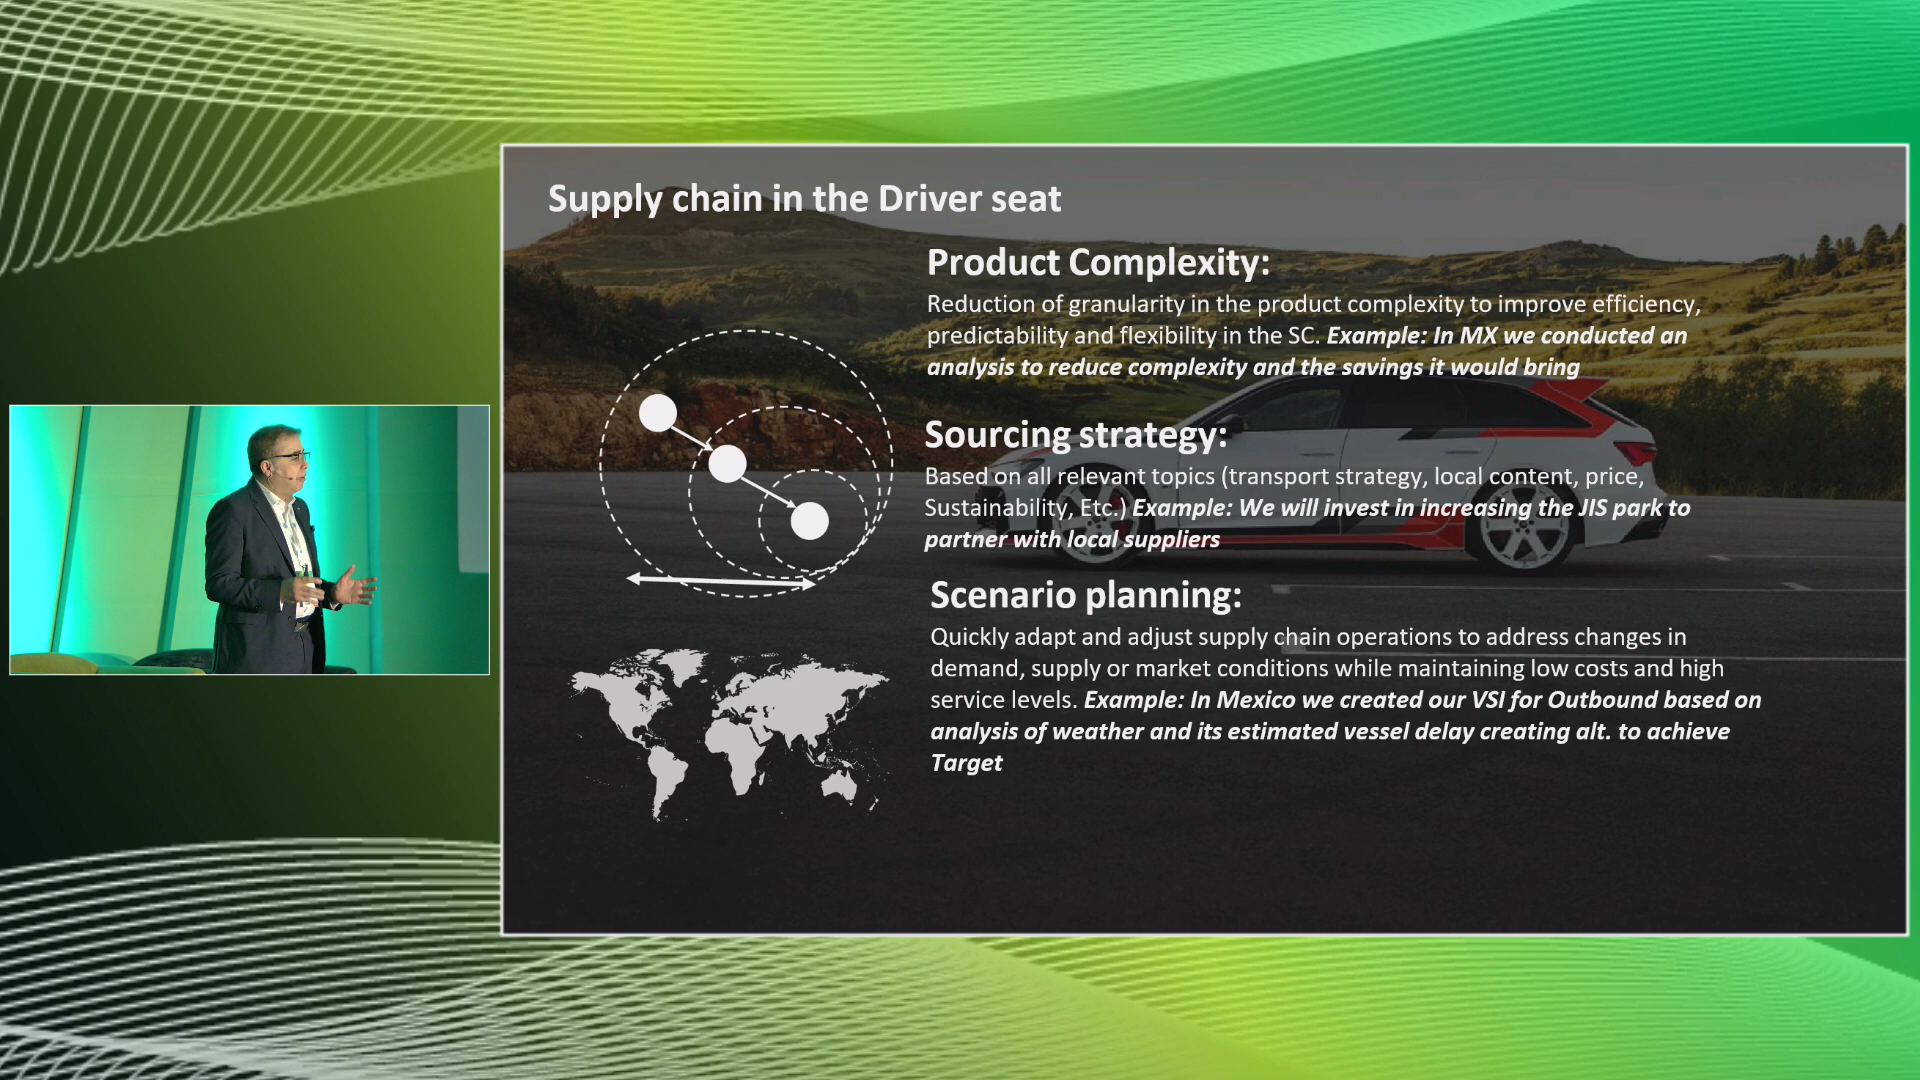 Supply chain in the Driver seat
Product Complexity:
Reduction of granularity in the product complexity to improve efficiency,
predictability and flexibility in the SC. Example: In MX we conducted an
analysis to reduce complexity and the savings it would bring
Sourcing strategy:
Based on all relevant topics (transport strategy, local content, price,
Sustainability, Etc.) Example: We will invest in increasing the JIS park to
partner with local suppliers
Scenario planning:
Quickly adapt and adjust supply chain operations to address changes in
demand, supply or market conditions while maintaining low costs and high
service levels. Example: In Mexico we created our VSI for Outbound based on
analysis of weather and its estimated vessel delay creating alt. to achieve
Target